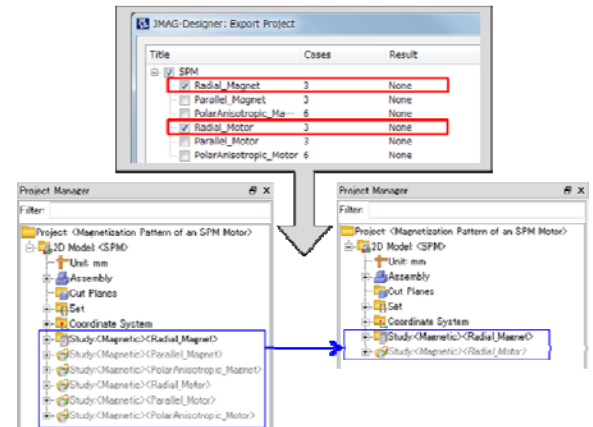 JMAG-Designer: Export Project
Title Cases Result
SPM
Radial_Magnet 3 None
Parallel_Magnet 3 None
PolarAnisotropic_Ma··· 6 None
Radial_Motor 3 None
Parallel_Motor 3 None
PolarAnisotropic_Motor 6 None
Project Manager
Filter:
Project: <Magnetization Pattern of an SPM Motor>
2D Model: <SPM>
Unit: mm
Assembly
Cut Planes
Set
Coordinate System
Study:<Magnetic><Radial_Magnet>
Study:<Magnetic><Parallel_Magnet>
Study:<Magnetic><PolarAnisotropic_Magnet>
Study:<Magnetic><Radial_Motor>
Study:<Magnetic><Parallel_Motor>
Study:<Magnetic><PolarAnisotropic_Motor>
Project Manager
Filter:
Project: <Magnetization Pattern of an SPM Motor>
2D Model: <SPM>
Unit: mm
Assembly
Cut Planes
Set
Coordinate System
Study:<Magnetic><Radial_Magnet>
Study:<Magnetic><Radial_Motor>